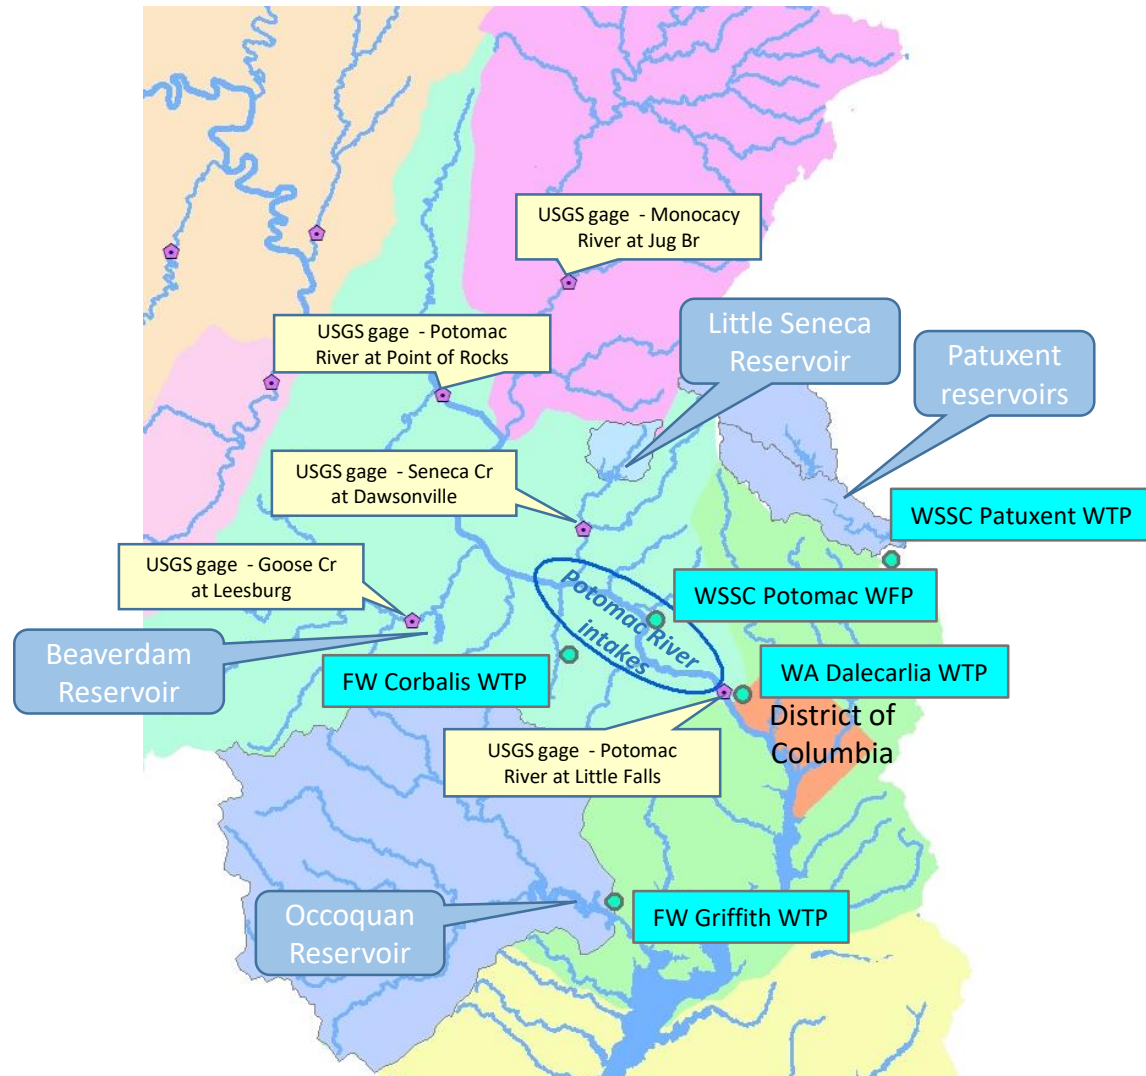 USGS gage - Monocacy
River at Jug Br
USGS gage - Potomac
River at Point of Rocks
Little Seneca
Reservoir
Patuxent
reservoirs
USGS gage - Seneca Cr
at Dawsonville
WSSC Patuxent WTP
USGS gage - Goose Cr
at Leesburg
Potomac River
intakes
WSSC Potomac WFP
Beaverdam
Reservoir
FW Corbalis WTP
WA Dalecarlia WTP
District of
Columbia
USGS gage - Potomac
River at Little Falls
Occoquan
Reservoir
FW Griffith WTP